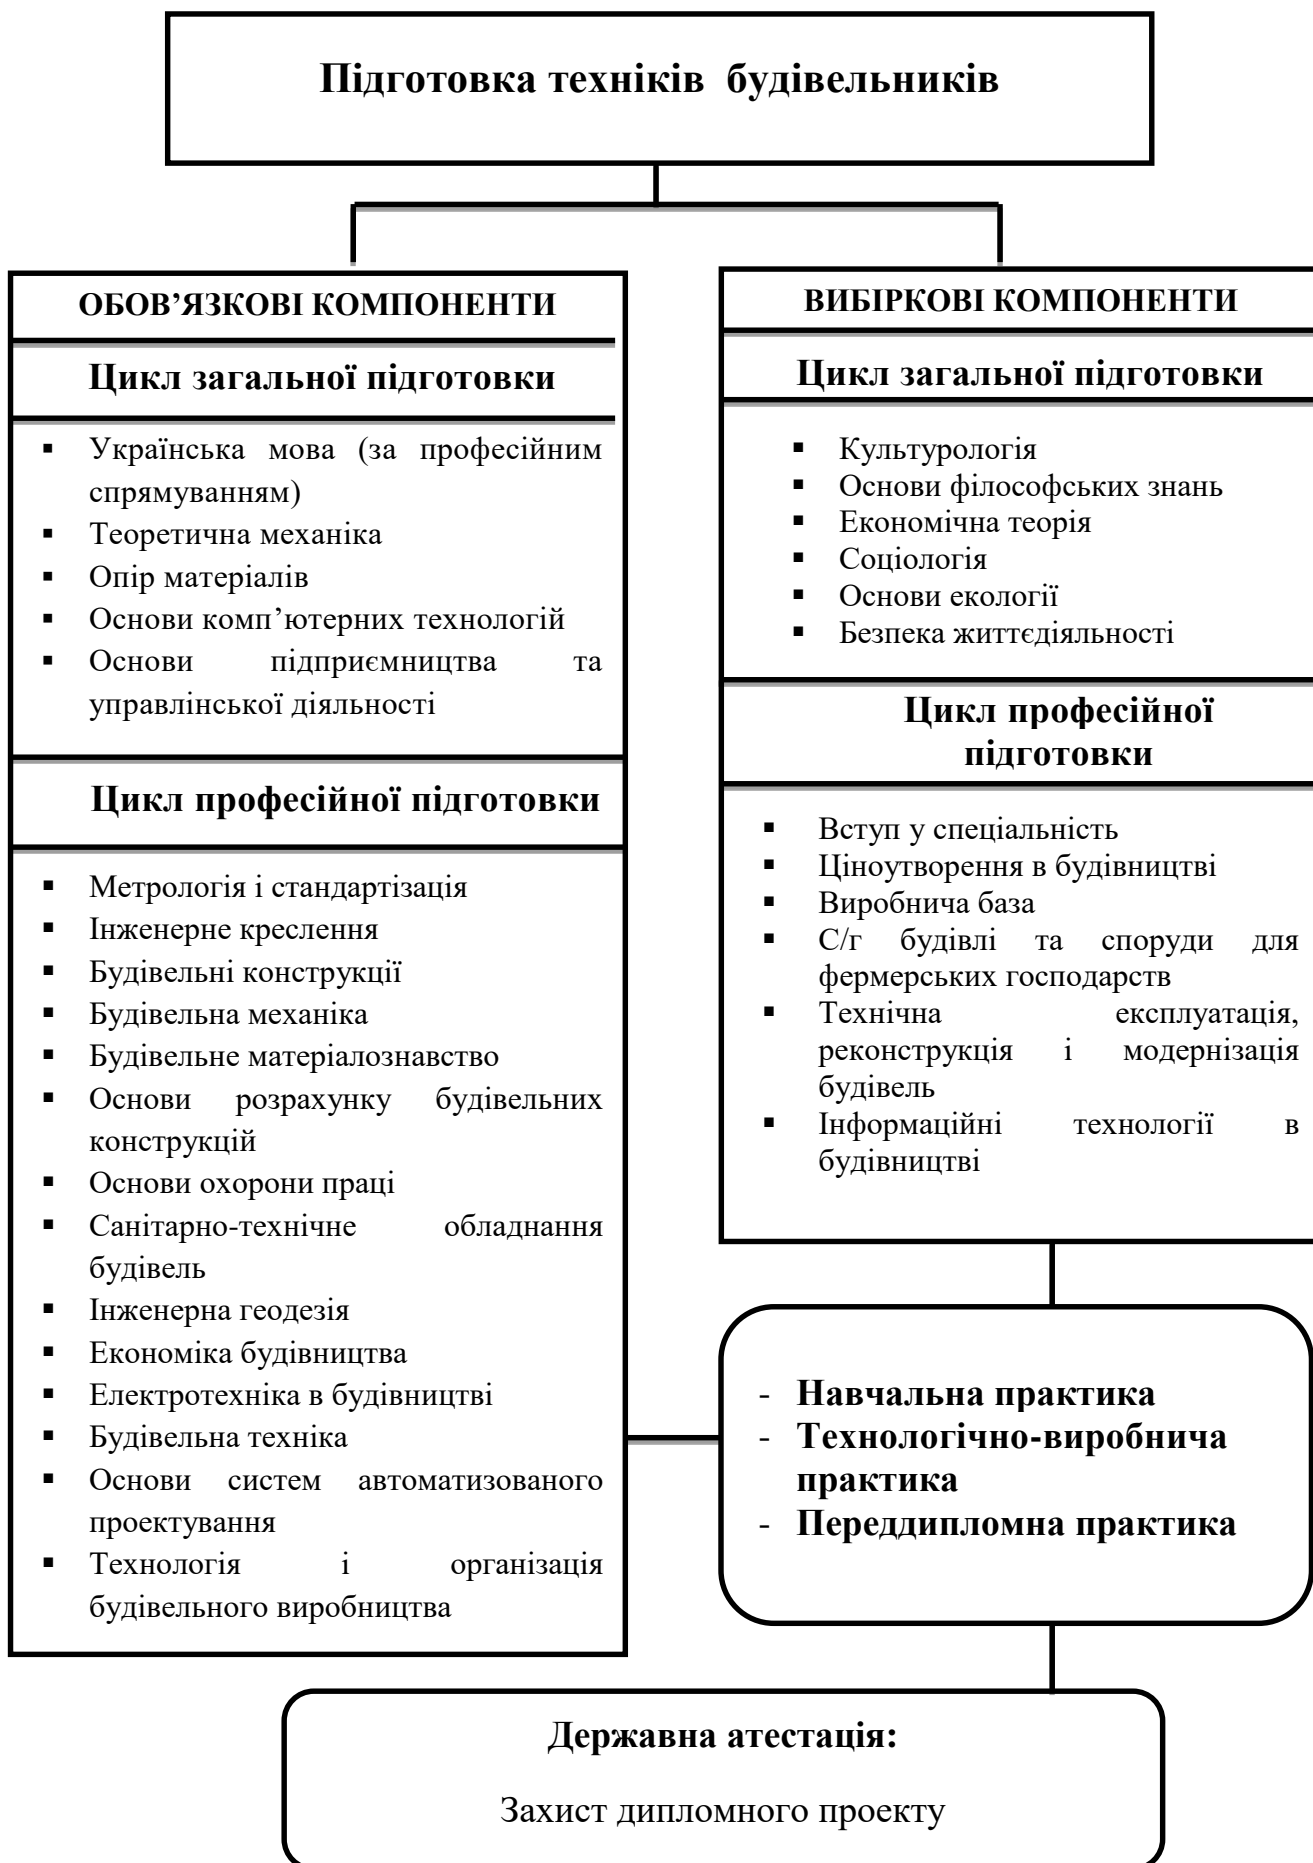 Підготовка техніків будівельників
ОБОВ’ЯЗКОВІ КОМПОНЕНТИ
Цикл загальної підготовки
▪ Українська мова (за професійним
спрямуванням)
▪ Теоретична механіка
▪ Опір матеріалів
▪ Основи комп’ютерних технологій
▪ Основи підприємництва та
управлінської діяльності
Цикл професійної підготовки
▪ Метрологія і стандартізація
▪ Інженерне креслення
▪ Будівельні конструкції
▪ Будівельна механіка
▪ Будівельне матеріалознавство
▪ Основи розрахунку будівельних
конструкцій
▪ Основи охорони праці
▪ Санітарно-технічне обладнання
будівель
▪ Інженерна геодезія
▪ Економіка будівництва
▪ Електротехніка в будівництві
▪ Будівельна техніка
▪ Основи систем автоматизованого
проектування
▪ Технологія і організація
будівельного виробництва
ВИБІРКОВІ КОМПОНЕНТИ
Цикл загальної підготовки
▪ Культурологія
▪ Основи філософських знань
▪ Економічна теорія
▪ Соціологія
▪ Основи екології
▪ Безпека життєдіяльності
Цикл професійної
підготовки
▪ Вступ у спеціальність
▪ Ціноутворення в будівництві
▪ Виробнича база
▪ С/г будівлі та споруди для
фермерських господарств
▪ Технічна експлуатація,
реконструкція і модернізація
будівель
▪ Інформаційні технології в
будівництві
- Навчальна практика
- Технологічно-виробнича
практика
- Переддипломна практика
Державна атестація:
Захист дипломного проекту